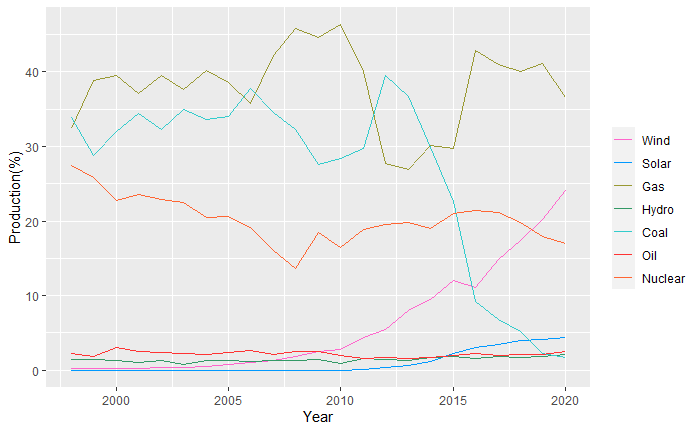 Production(%)
40
30
20
10
0
2000
2005
2010
2015
2020
Year
Wind
Solar
Gas
Hydro
Coal
Oil
Nuclear